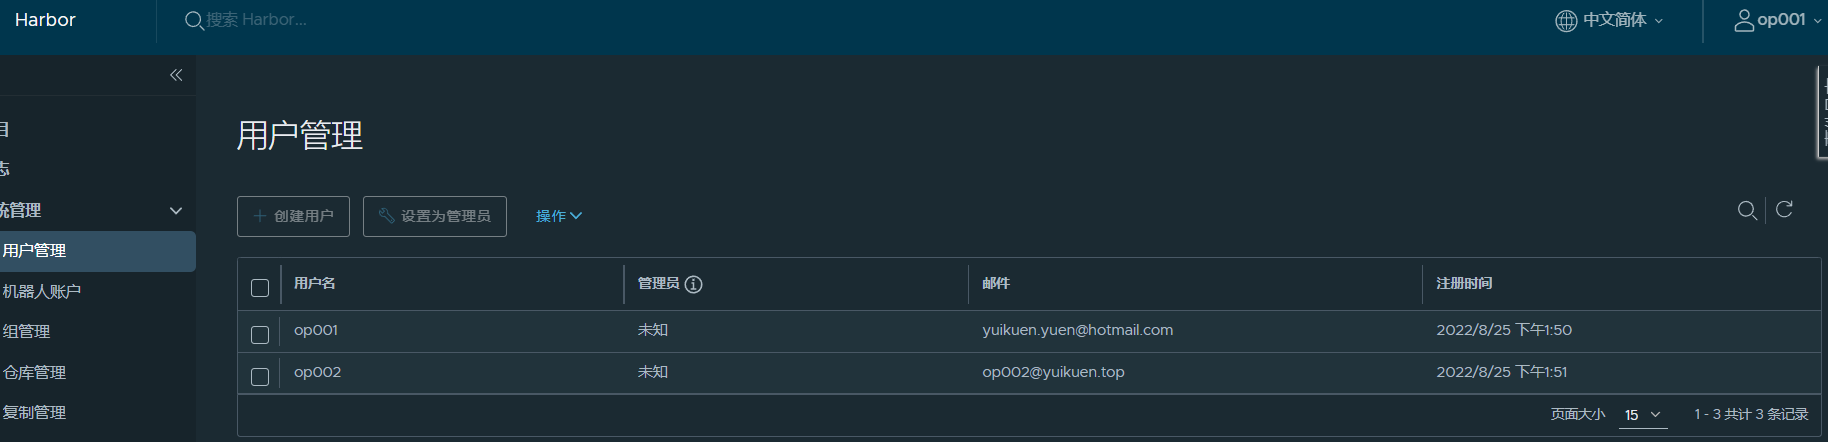 Harbor
搜索 Harbor...
中文简体
op001
目
志
统管理
用户管理
机器人账户
组管理
仓库管理
复制管理
用户管理
创建用户
设置为管理员
操作
用户名 管理员 邮件 注册时间
op001 未知 yuikuen.yuen@hotmail.com 2022/8/25 下午1:50
op002 未知 op002@yuikuen.top 2022/8/25 下午1:51
页面大小 15 1 - 3 共计 3 条记录